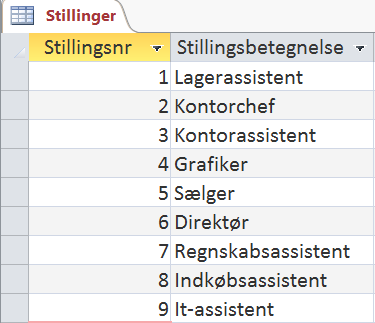 Stillinger
Stillingsnr Stillingsbetegnelse
1 Lagerassistent
2 Kontorchef
3 Kontorassistent
4 Grafiker
5 Sælger
6 Direktør
7 Regnskabsassistent
8 Indkøbsassistent
9 It-assistent